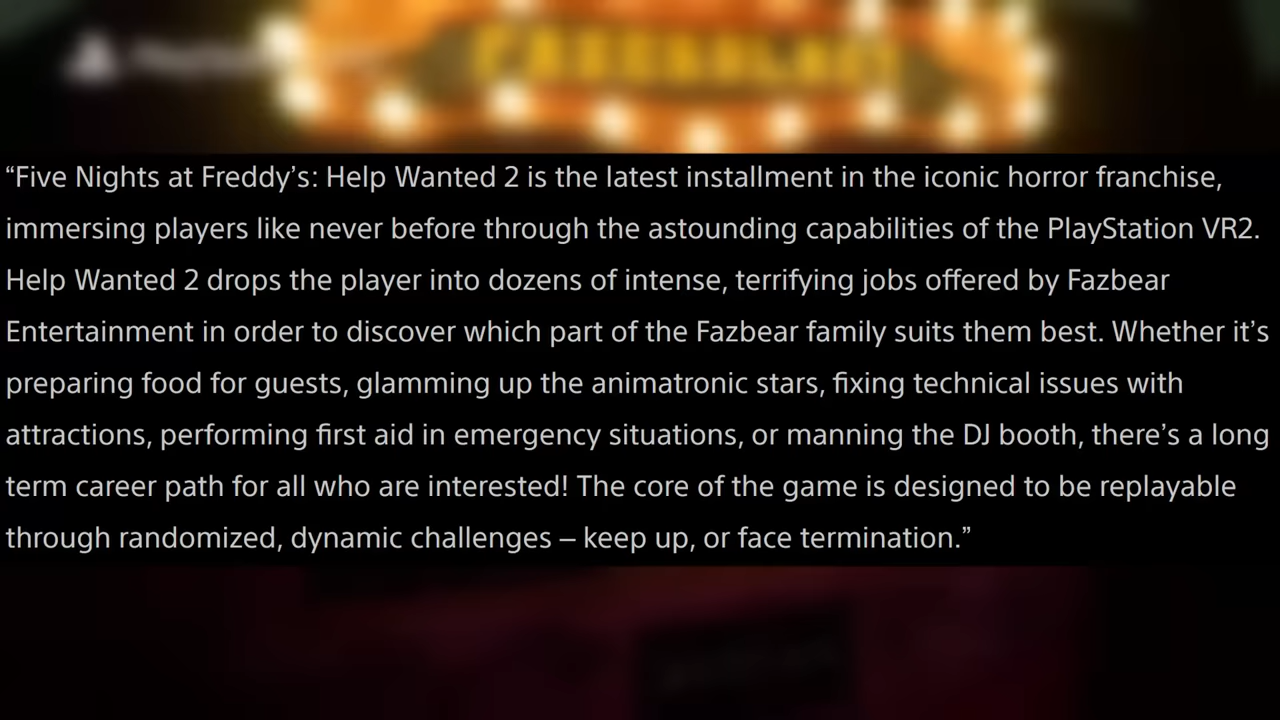 “Five Nights at Freddy’s: Help Wanted 2 is the latest installment in the iconic horror franchise,
immersing players like never before through the astounding capabilities of the PlayStation VR2.
Help Wanted 2 drops the player into dozens of intense, terrifying jobs offered by Fazbear
Entertainment in order to discover which part of the Fazbear family suits them best. Whether it’s
preparing food for guests, glamming up the animatronic stars, fixing technical issues with
attractions, performing first aid in emergency situations, or manning the DJ booth, there’s a long
term career path for all who are interested! The core of the game is designed to be replayable
through randomized, dynamic challenges – keep up, or face termination.”